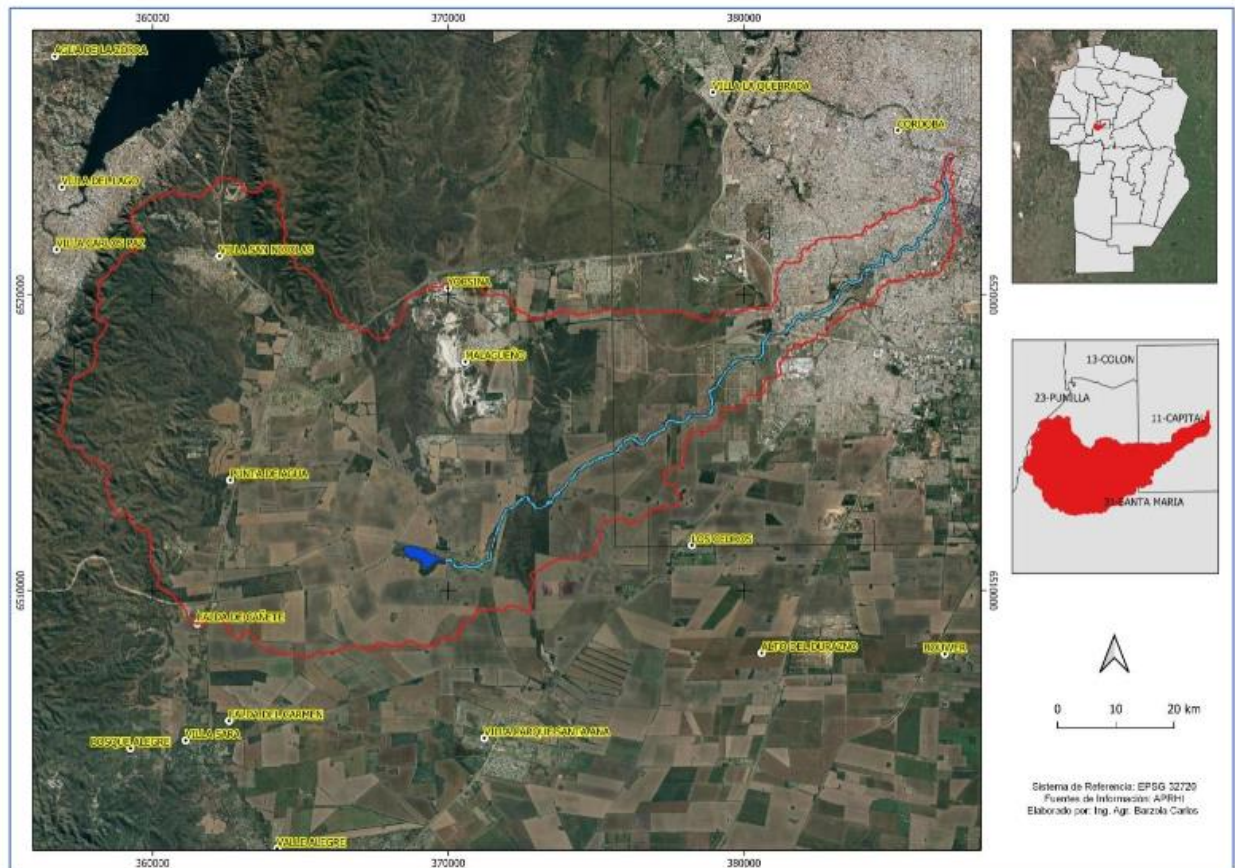 360000
370000
380000
AGUA DE LA ZORRA
VILLA LA QUEBRADA
CORDOBA
VILLA DEL LAGO
VILLA CARLOS PAZ
VILLA SAN NICOLAS
YOCSINA
6520000
MALAGUEÑO
PUNTA DE AGUA
LOS CEDROS
6510000
FALDA DE CAÑETE
ALTO DEL DURAZNO
BOUWER
FALDA DEL CARMEN
VILLA SARA
BOSQUE ALEGRE
VILLA PARQUE SANTA ANA
VALLE ALEGRE
360000
370000
380000
13-COLON
23-PUNILLA
11-CAPITAL
31-SANTA MARIA
0 10 20 km
Sistema de Referencia: EPSG 32720
Fuentes de Información: APRHI
Elaborado por: Ing. Agr. Barzola Carlos